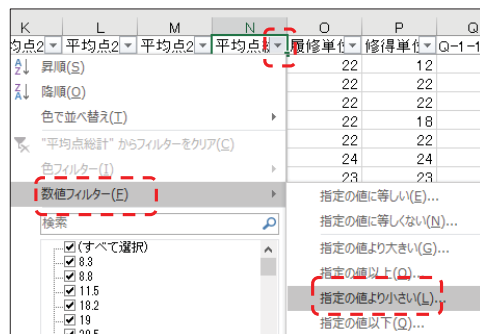 K L M N O P Q
均点2 平均点2 平均点2 平均点 履修単位 修得単位 Q-1-1
昇順(S)
降順(O)
色で並べ替え(T)
"平均点総計" からフィルターをクリア(C)
色フィルター(I)
数値フィルター(F)
検索
(すべて選択)
8.3
8.8
11.5
18.2
19
20.5
22 12
22 22
22 22
22 18
22 22
24 24
23 23
指定の値に等しい(E)...
指定の値に等しくない(N)...
指定の値より大きい(G)...
指定の値以上(O)...
指定の値より小さい(L)...
指定の値以下(Q)...